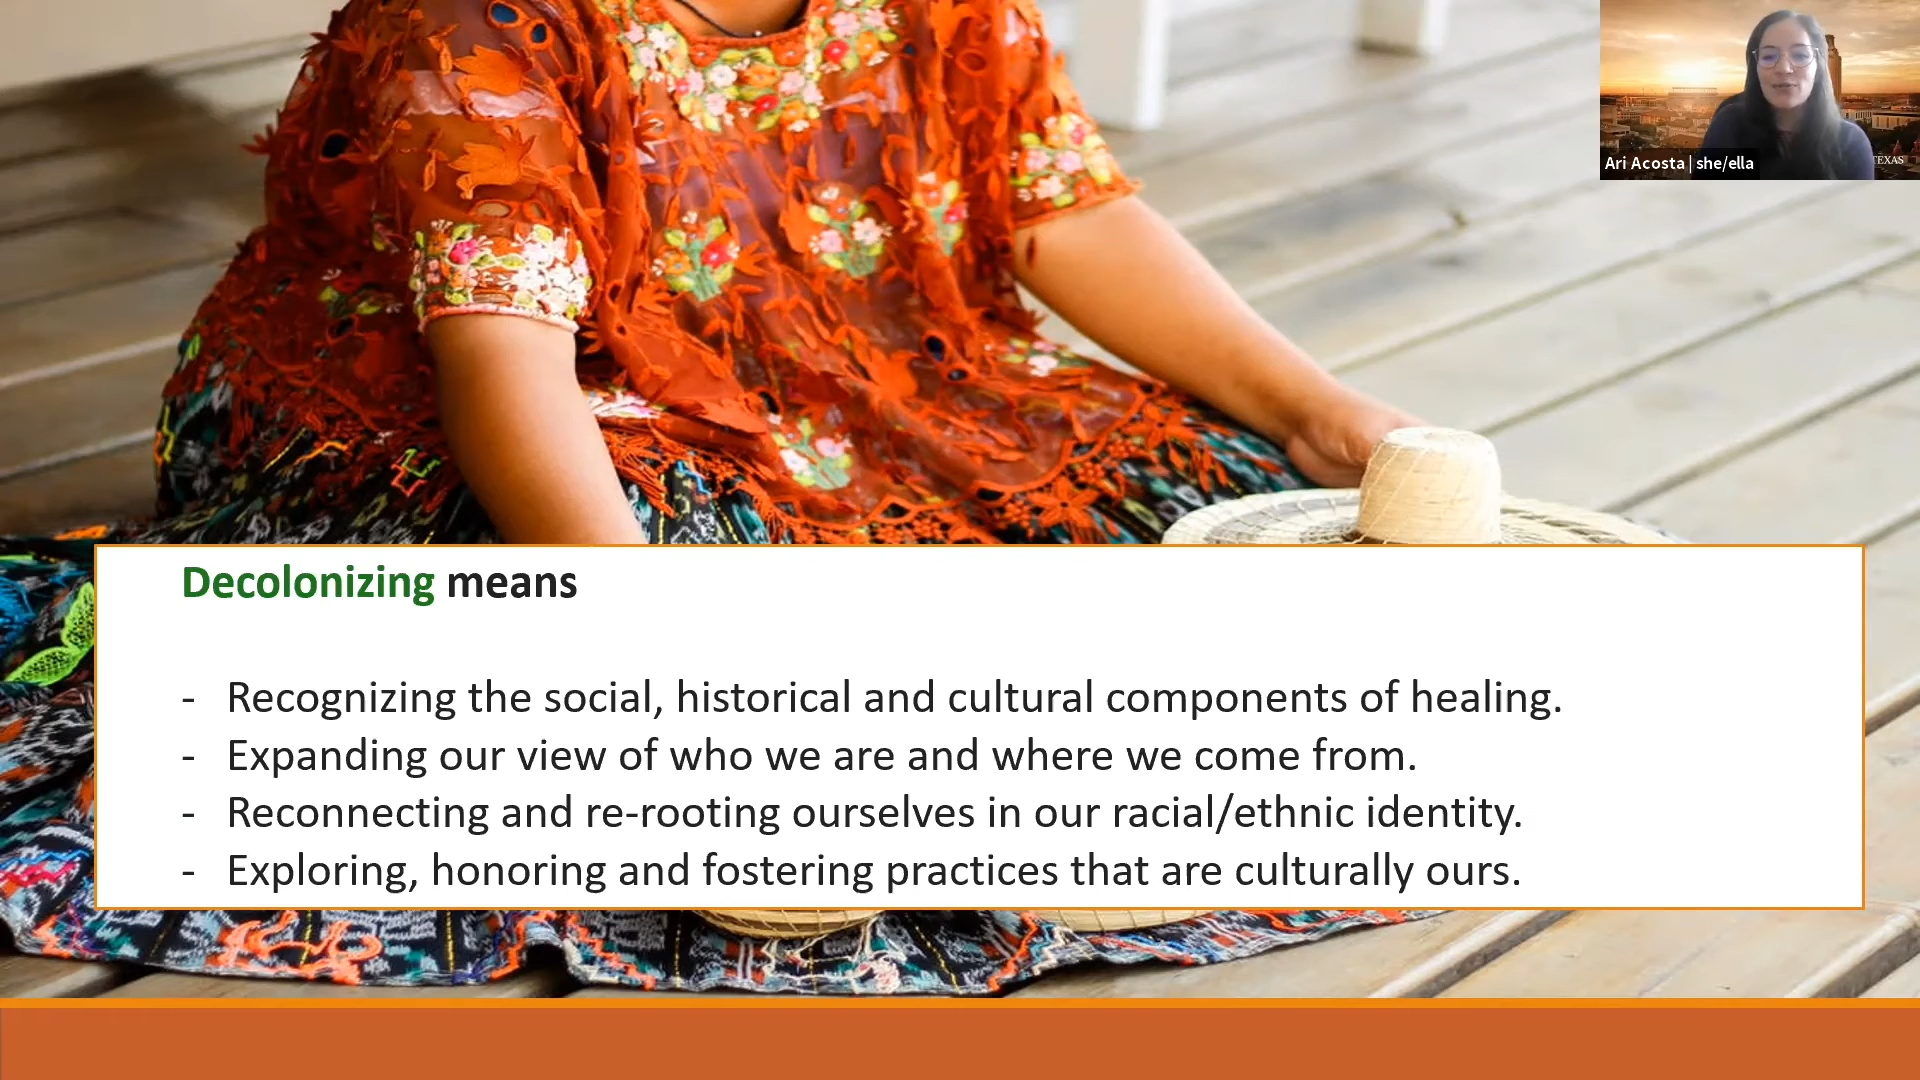 Ari Acosta | she/ella
TEXAS
Decolonizing means
- Recognizing the social, historical and cultural components of healing.
- Expanding our view of who we are and where we come from.
- Reconnecting and re-rooting ourselves in our racial/ethnic identity.
- Exploring, honoring and fostering practices that are culturally ours.